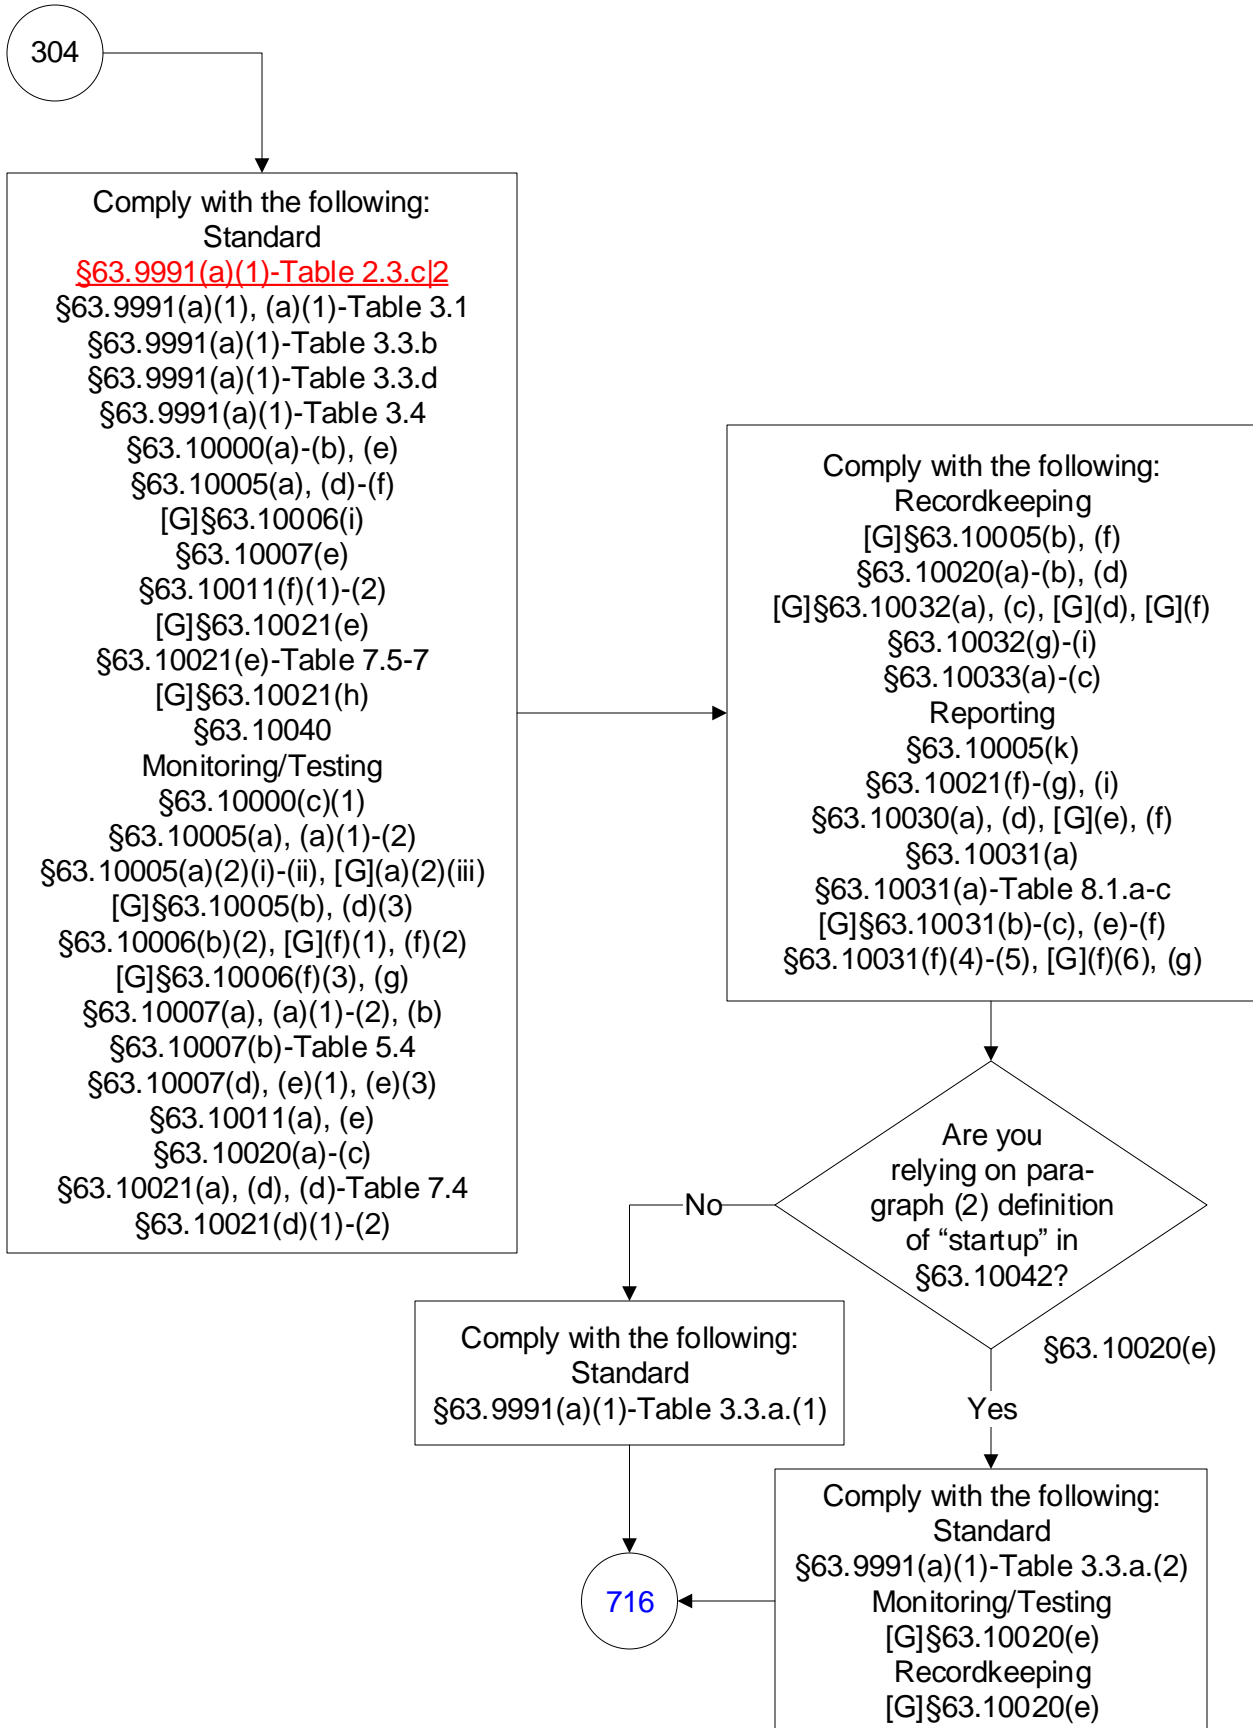 304
Comply with the following:
Standard
§63.9991(a)(1)-Table 2.3.c|2
§63.9991(a)(1), (a)(1)-Table 3.1
§63.9991(a)(1)-Table 3.3.b
§63.9991(a)(1)-Table 3.3.d
§63.9991(a)(1)-Table 3.4
§63.10000(a)-(b), (e)
§63.10005(a), (d)-(f)
[G]§63.10006(i)
§63.10007(e)
§63.10011(f)(1)-(2)
[G]§63.10021(e)
§63.10021(e)-Table 7.5-7
[G]§63.10021(h)
§63.10040
Monitoring/Testing
§63.10000(c)(1)
§63.10005(a), (a)(1)-(2)
§63.10005(a)(2)(i)-(ii), [G](a)(2)(iii)
[G]§63.10005(b), (d)(3)
§63.10006(b)(2), [G](f)(1), (f)(2)
[G]§63.10006(f)(3), (g)
§63.10007(a), (a)(1)-(2), (b)
§63.10007(b)-Table 5.4
§63.10007(d), (e)(1), (e)(3)
§63.10011(a), (e)
§63.10020(a)-(c)
§63.10021(a), (d), (d)-Table 7.4
§63.10021(d)(1)-(2)
Comply with the following:
Recordkeeping
[G]§63.10005(b), (f)
§63.10020(a)-(b), (d)
[G]§63.10032(a), (c), [G](d), [G](f)
§63.10032(g)-(i)
§63.10033(a)-(c)
Reporting
§63.10005(k)
§63.10021(f)-(g), (i)
§63.10030(a), (d), [G](e), (f)
§63.10031(a)
§63.10031(a)-Table 8.1.a-c
[G]§63.10031(b)-(c), (e)-(f)
§63.10031(f)(4)-(5), [G](f)(6), (g)
Are you
relying on para-
graph (2) definition
of “startup” in
§63.10042?
§63.10020(e)
No
Comply with the following:
Standard
§63.9991(a)(1)-Table 3.3.a.(1)
Yes
Comply with the following:
Standard
§63.9991(a)(1)-Table 3.3.a.(2)
Monitoring/Testing
[G]§63.10020(e)
Recordkeeping
[G]§63.10020(e)
716